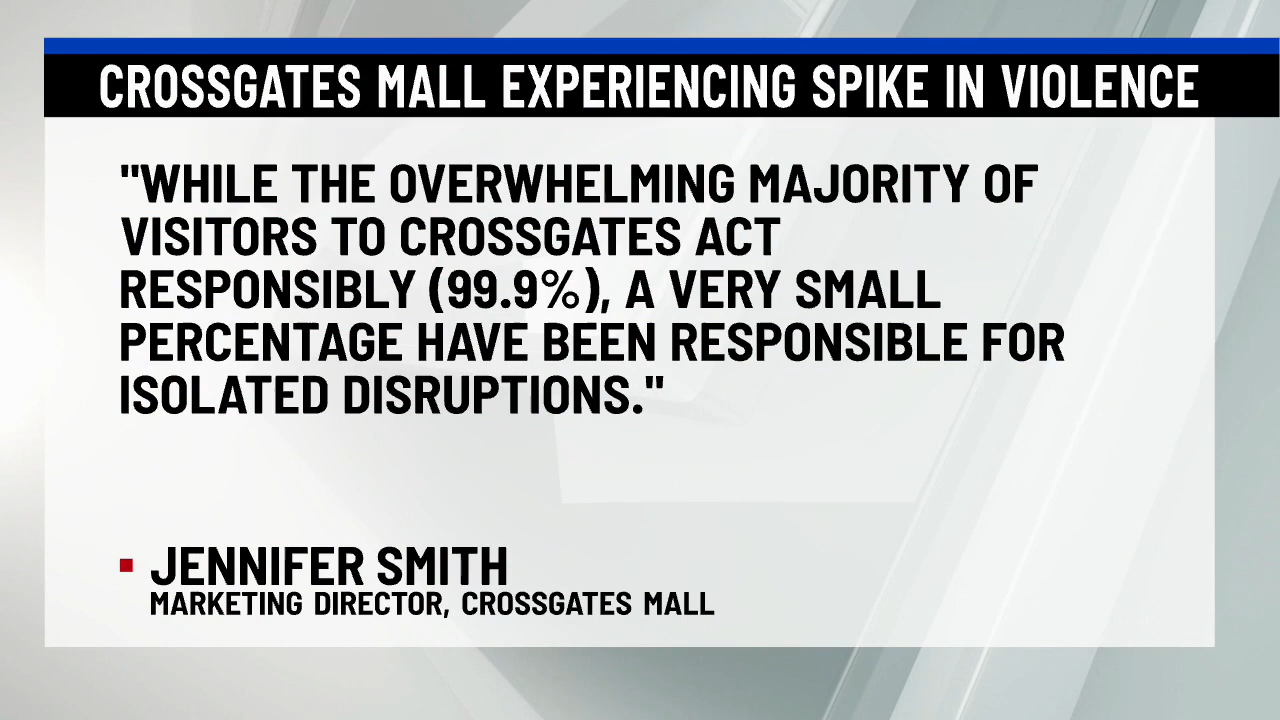 CROSSGATES MALL EXPERIENCING SPIKE IN VIOLENCE
"WHILE THE OVERWHELMING MAJORITY OF
VISITORS TO CROSSGATES ACT
RESPONSIBLY (99.9%), A VERY SMALL
PERCENTAGE HAVE BEEN RESPONSIBLE FOR
ISOLATED DISRUPTIONS."
JENNIFER SMITH
MARKETING DIRECTOR, CROSSGATES MALL